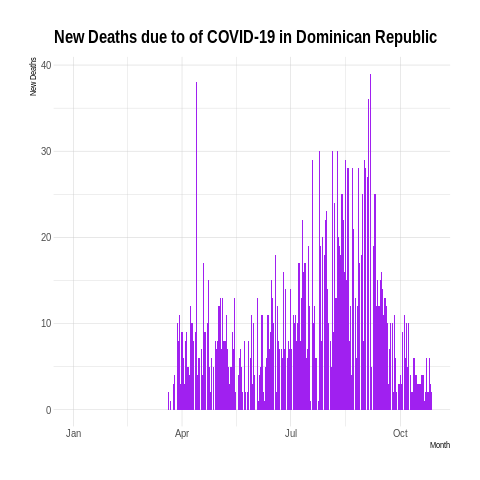 New Deaths due to of COVID-19 in Dominican Republic
New Deaths
40
30
20
10
0
Jan Apr Jul Oct
Month